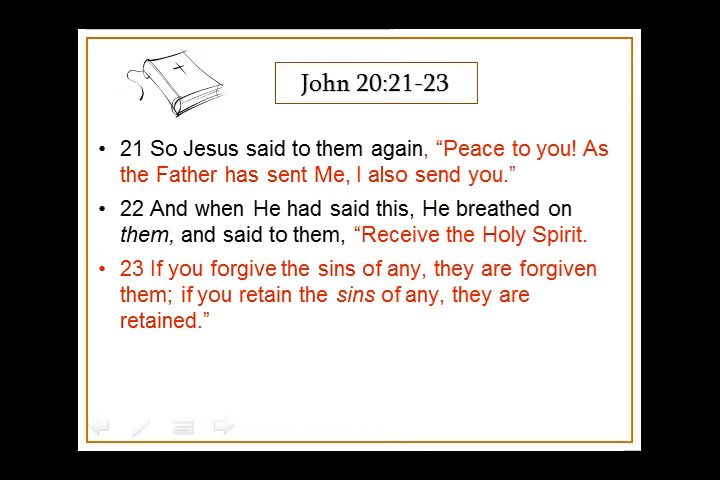 John 20:21-23
• 21 So Jesus said to them again, “Peace to you! As
the Father has sent Me, I also send you.”
• 22 And when He had said this, He breathed on
them, and said to them, “Receive the Holy Spirit.
• 23 If you forgive the sins of any, they are forgiven
them; if you retain the sins of any, they are
retained.”